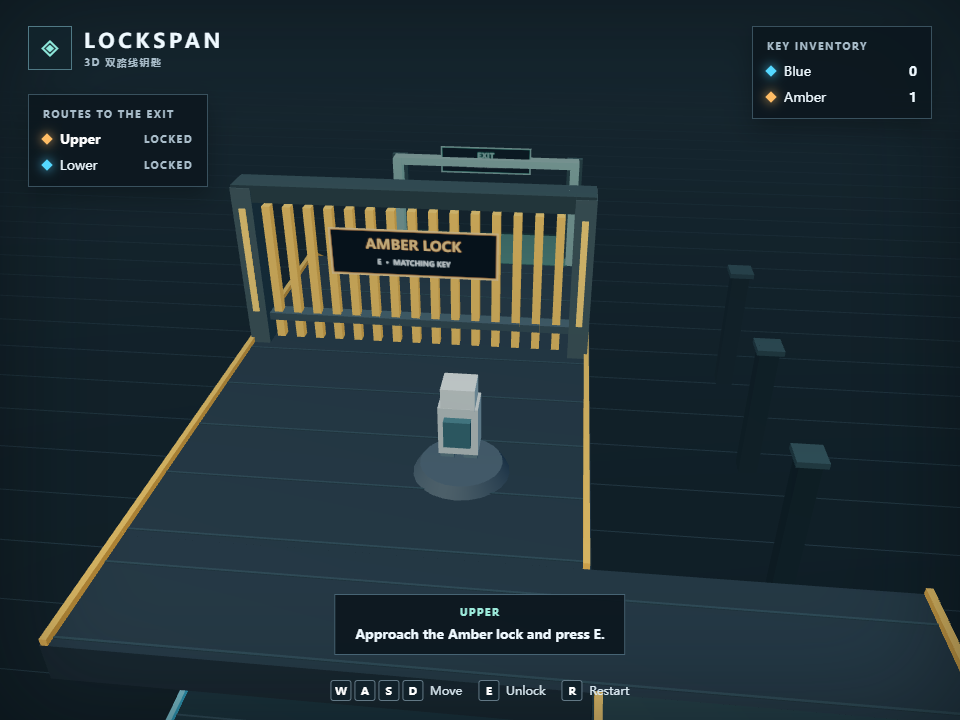 LOCKSPAN
3D 双路线钥匙
ROUTES TO THE EXIT
Upper LOCKED
Lower LOCKED
KEY INVENTORY
Blue 0
Amber 1
EXIT
AMBER LOCK
E • MATCHING KEY
UPPER
Approach the Amber lock and press E.
W A S D Move E Unlock R Restart